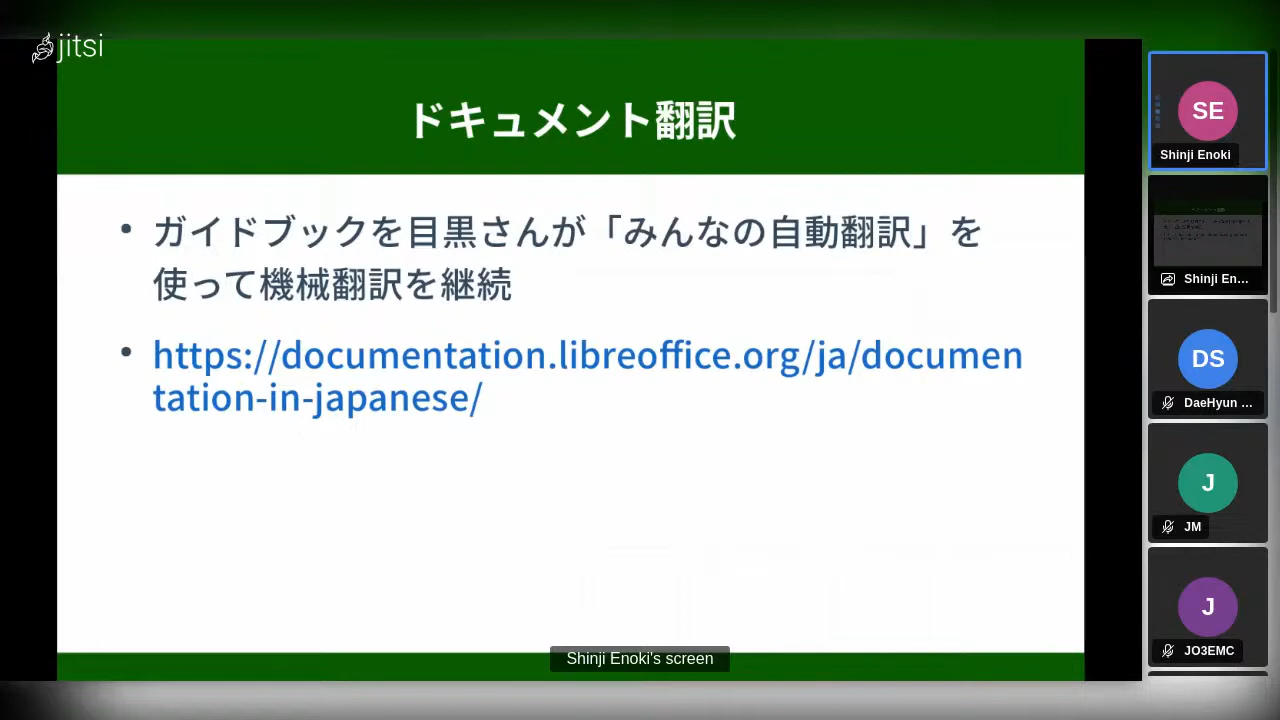 jitsi
ドキュメント翻訳
• ガイドブックを目黒さんが「みんなの自動翻訳」を
使って機械翻訳を継続
• https://documentation.libreoffice.org/ja/documen
tation-in-japanese/
Shinji Enoki's screen
SE
Shinji Enoki
Shinji En...
DS
DaeHyun ...
J
JM
J
JO3EMC